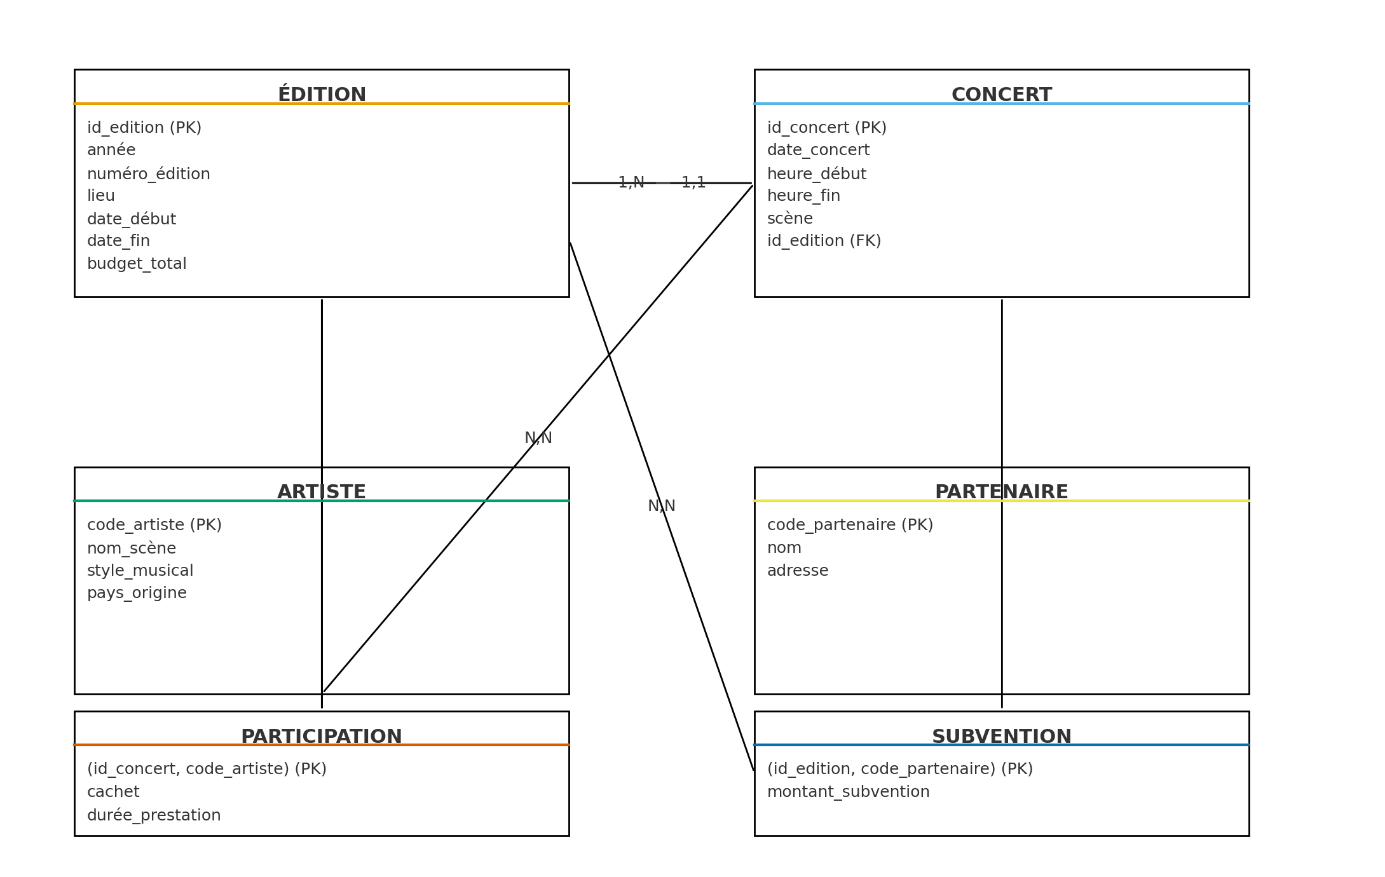 ÉDITION
id_edition (PK)
année
numéro_édition
lieu
date_début
date_fin
budget_total
1,N
1,1
CONCERT
id_concert (PK)
date_concert
heure_début
heure_fin
scène
id_edition (FK)
N,N
N,N
ARTISTE
code_artiste (PK)
nom_scène
style_musical
pays_origine
PARTENAIRE
code_partenaire (PK)
nom
adresse
PARTICIPATION
(id_concert, code_artiste) (PK)
cachet
durée_prestation
SUBVENTION
(id_edition, code_partenaire) (PK)
montant_subvention